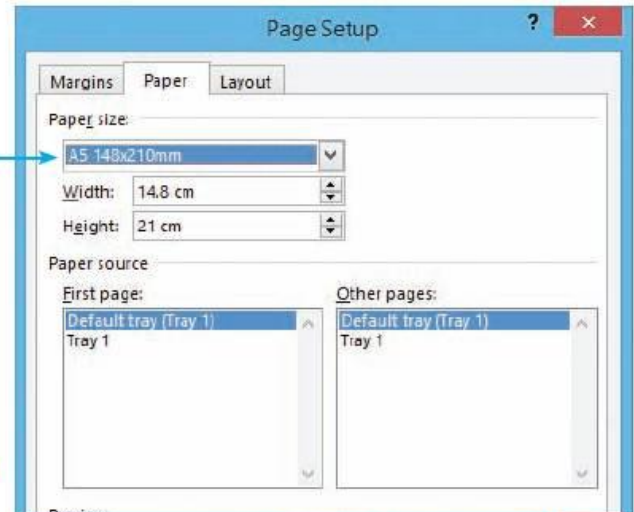 Page Setup ? ×
Margins Paper Layout
Paper size:
A5 148x210mm
Width: 14.8 cm
Height: 21 cm
Paper source
First page: Other pages:
Default tray (Tray 1) Default tray (Tray 1)
Tray 1 Tray 1